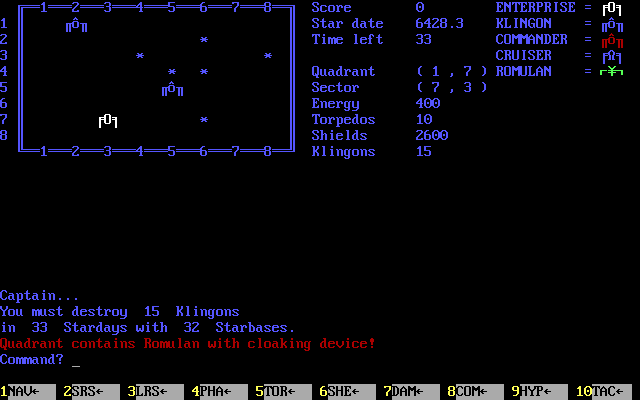 1 2 3 4 5 6 7 8 Score 0 ENTERPRISE =
1 Star date 6428.3 KLINGON =
2 * Time left 33 COMMANDER =
3 * * CRUISER =
4 * * Quadrant ( 1 , 7 ) ROMULAN =
5 Sector ( 7 , 3 )
6 Energy 400
7 * Torpedos 10
8 Shields 2600
1 2 3 4 5 6 7 8 Klingons 15
Captain...
You must destroy 15 Klingons
in 33 Stardays with 32 Starbases.
Quadrant contains Romulan with cloaking device!
Command? _
1NAV← 2SRS← 3LRS← 4PHA← 5TOR← 6SHE← 7DAM← 8COM← 9HYP← 10TAC←